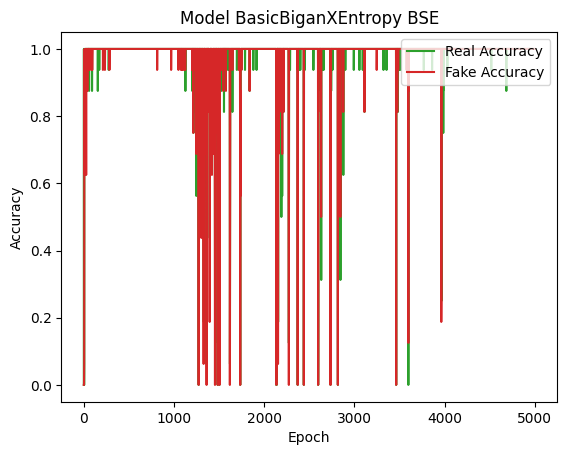 Model BasicBiganXEntropy BSE
Real Accuracy
Fake Accuracy
Accuracy
1.0
0.8
0.6
0.4
0.2
0.0
0 1000 2000 3000 4000 5000
Epoch